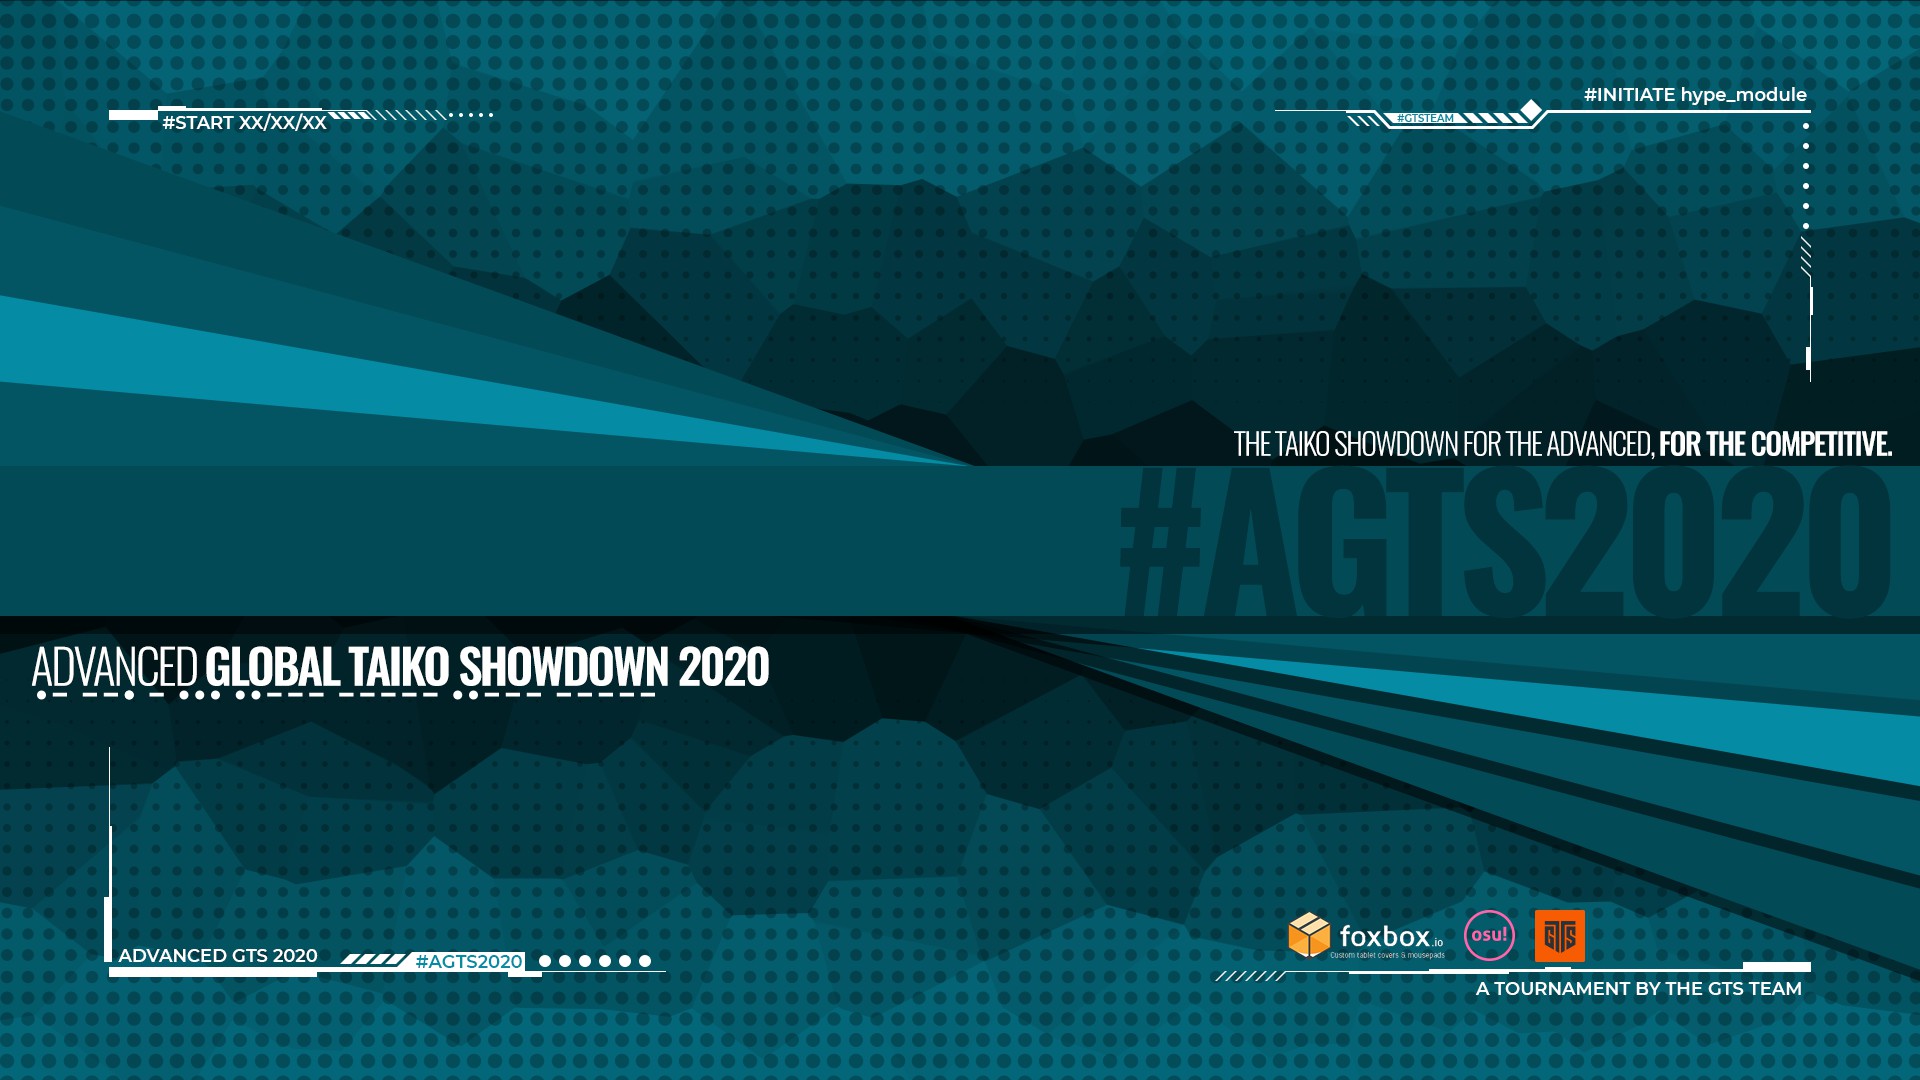 #INITIATE hype_module
#START XX/XX/XX
#GTSTEAM
THE TAIKO SHOWDOWN FOR THE ADVANCED, FOR THE COMPETITIVE.
#AGTS2020
ADVANCED GLOBAL TAIKO SHOWDOWN 2020
ADVANCED GTS 2020
#AGTS2020
foxbox.io
Custom tablet covers & mousepads
osu!
GTS
A TOURNAMENT BY THE GTS TEAM